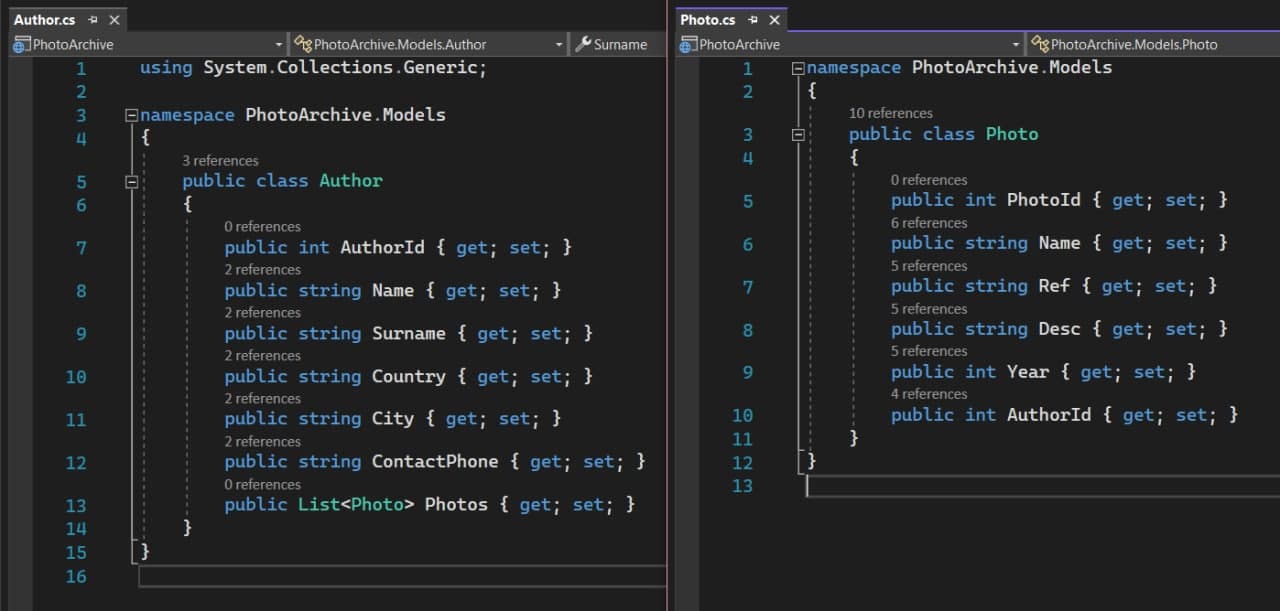 Author.cs
PhotoArchive
PhotoArchive.Models.Author
Surname
1 using System.Collections.Generic;
2
3 namespace PhotoArchive.Models
4 {
3 references
5 public class Author
6 {
0 references
7 public int AuthorId { get; set; }
2 references
8 public string Name { get; set; }
2 references
9 public string Surname { get; set; }
2 references
10 public string Country { get; set; }
2 references
11 public string City { get; set; }
2 references
12 public string ContactPhone { get; set; }
0 references
13 public List<Photo> Photos { get; set; }
14 }
15 }
16
Photo.cs
PhotoArchive
PhotoArchive.Models.Photo
1 namespace PhotoArchive.Models
2 {
10 references
3 public class Photo
4 {
0 references
5 public int PhotoId { get; set; }
6 references
6 public string Name { get; set; }
5 references
7 public string Ref { get; set; }
5 references
8 public string Desc { get; set; }
5 references
9 public int Year { get; set; }
4 references
10 public int AuthorId { get; set; }
11 }
12 }
13